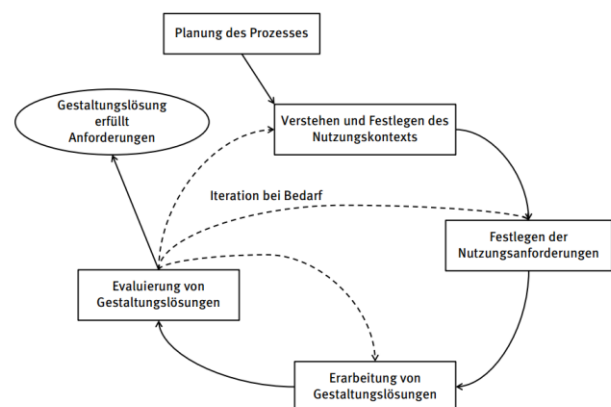 Planung des Prozesses
Gestaltungslösung
erfüllt
Anforderungen
Verstehen und Festlegen des
Nutzungskontexts
Iteration bei Bedarf
Festlegen der
Nutzungsanforderungen
Evaluierung von
Gestaltungslösungen
Erarbeitung von
Gestaltungslösungen